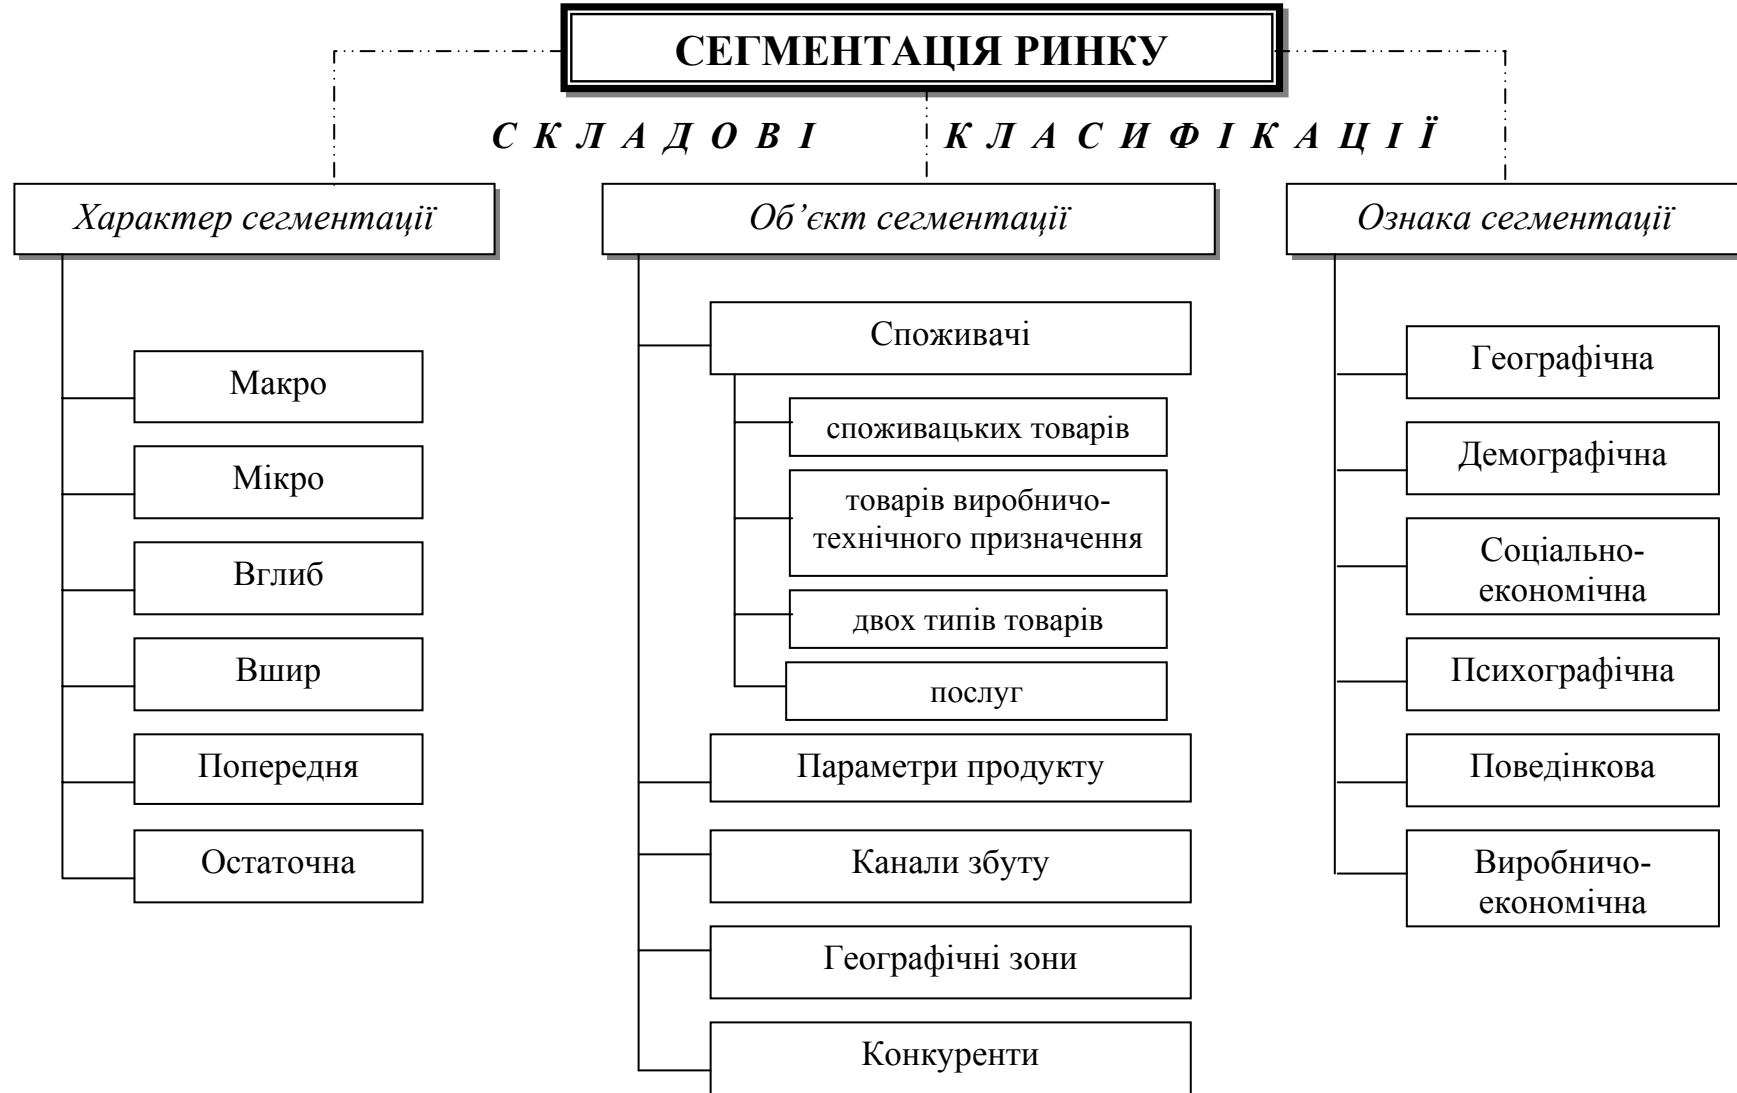 СЕГМЕНТАЦІЯ РИНКУ
СКЛАДОВІ КЛАСИФІКАЦІЇ
Характер сегментації
Макро
Мікро
Вглиб
Вшир
Попередня
Остаточна
Об’єкт сегментації
Споживачі
споживацьких товарів
товарів виробничо-
технічного призначення
двох типів товарів
послуг
Параметри продукту
Канали збуту
Географічні зони
Конкуренти
Ознака сегментації
Географічна
Демографічна
Соціально-
економічна
Психографічна
Поведінкова
Виробничо-
економічна